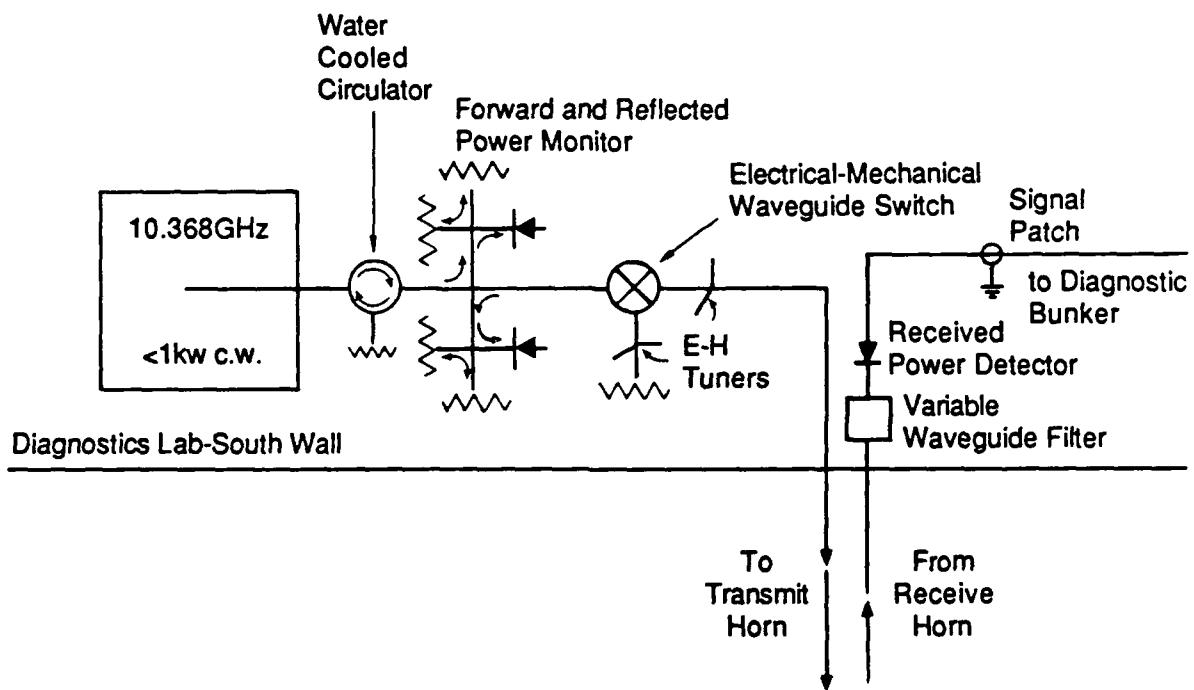 Water
Cooled
Circulator
Forward and Reflected
Power Monitor
Electrical-Mechanical
Waveguide Switch
Signal
Patch
10.368GHz
<1kw c.w.
to Diagnostic
Bunker
E-H
Tuners
Received
Power Detector
Variable
Waveguide Filter
Diagnostics Lab-South Wall
To
Transmit
Horn
From
Receive
Horn